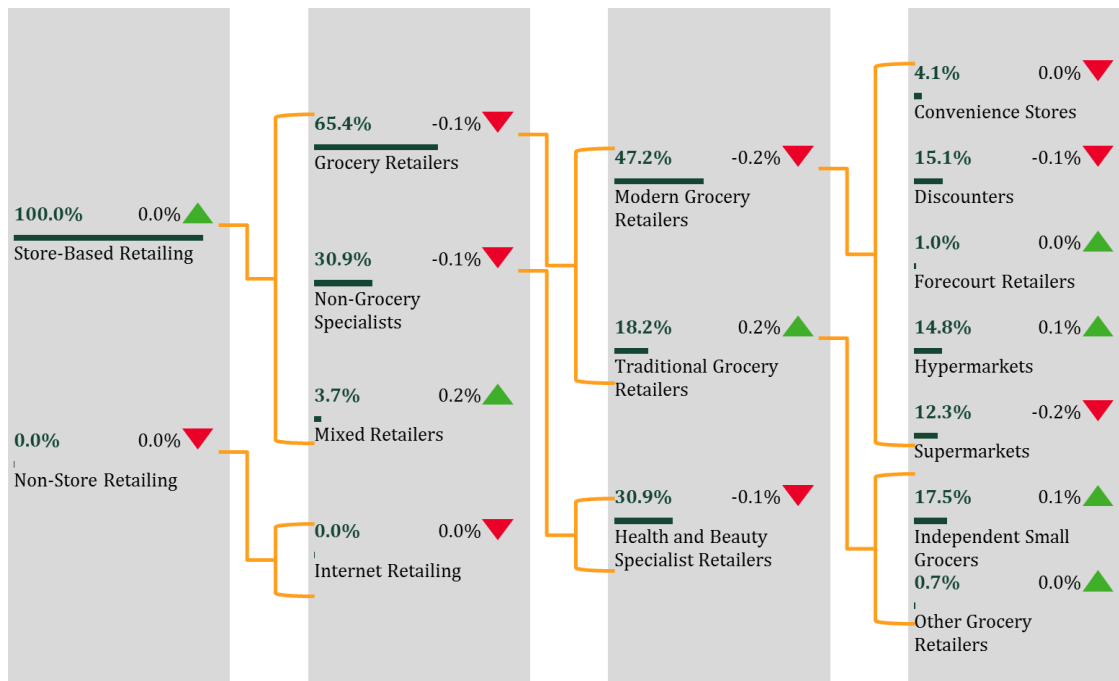 100.0% 0.0%
Store-Based Retailing
0.0% 0.0%
Non-Store Retailing
65.4% -0.1%
Grocery Retailers
30.9% -0.1%
Non-Grocery
Specialists
3.7% 0.2%
Mixed Retailers
0.0% 0.0%
Internet Retailing
47.2% -0.2%
Modern Grocery
Retailers
18.2% 0.2%
Traditional Grocery
Retailers
30.9% -0.1%
Health and Beauty
Specialist Retailers
4.1% 0.0%
Convenience Stores
15.1% -0.1%
Discounters
1.0% 0.0%
Forecourt Retailers
14.8% 0.1%
Hypermarkets
12.3% -0.2%
Supermarkets
17.5% 0.1%
Independent Small
Grocers
0.7% 0.0%
Other Grocery
Retailers